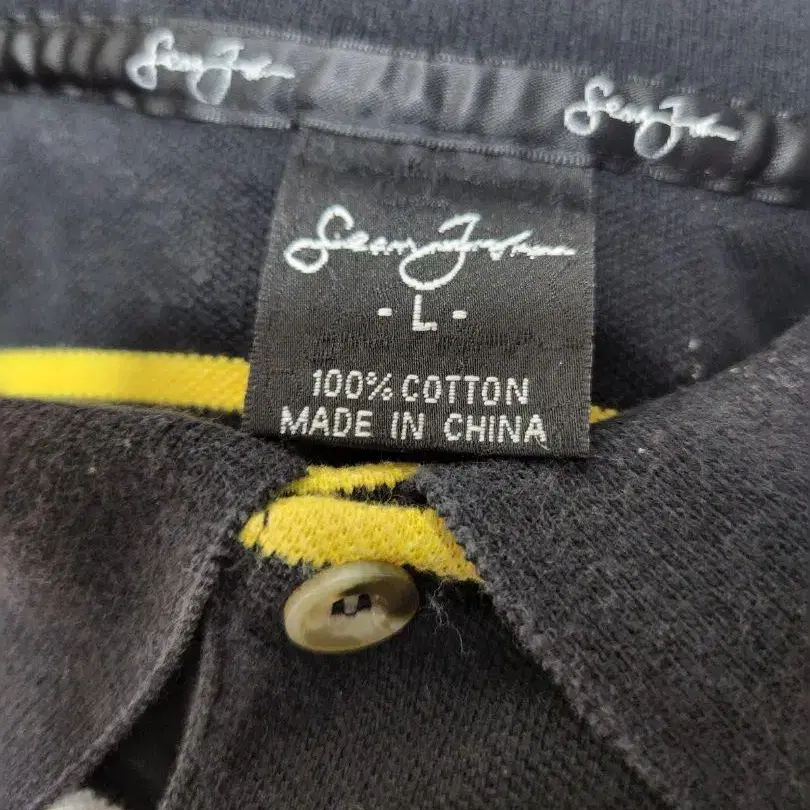 Sean John
Sean John
Sean John
- L -
100% COTTON
MADE IN CHINA